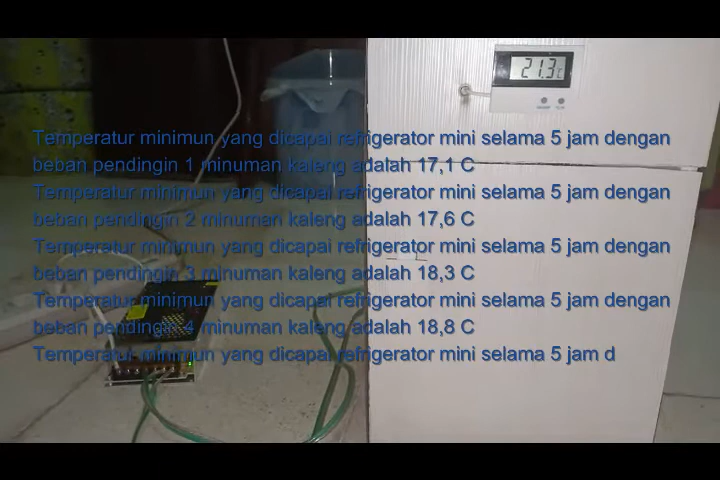 21.3°C
Temperatur minimun yang dicapai refrigerator mini selama 5 jam dengan
beban pendingin 1 minuman kaleng adalah 17,1 C
Temperatur minimun yang dicapai refrigerator mini selama 5 jam dengan
beban pendingin 2 minuman kaleng adalah 17,6 C
Temperatur minimun yang dicapai refrigerator mini selama 5 jam dengan
beban pendingin 3 minuman kaleng adalah 18,3 C
Temperatur minimun yang dicapai refrigerator mini selama 5 jam dengan
beban pendingin 4 minuman kaleng adalah 18,8 C
Temperatur minimun yang dicapai refrigerator mini selama 5 jam d